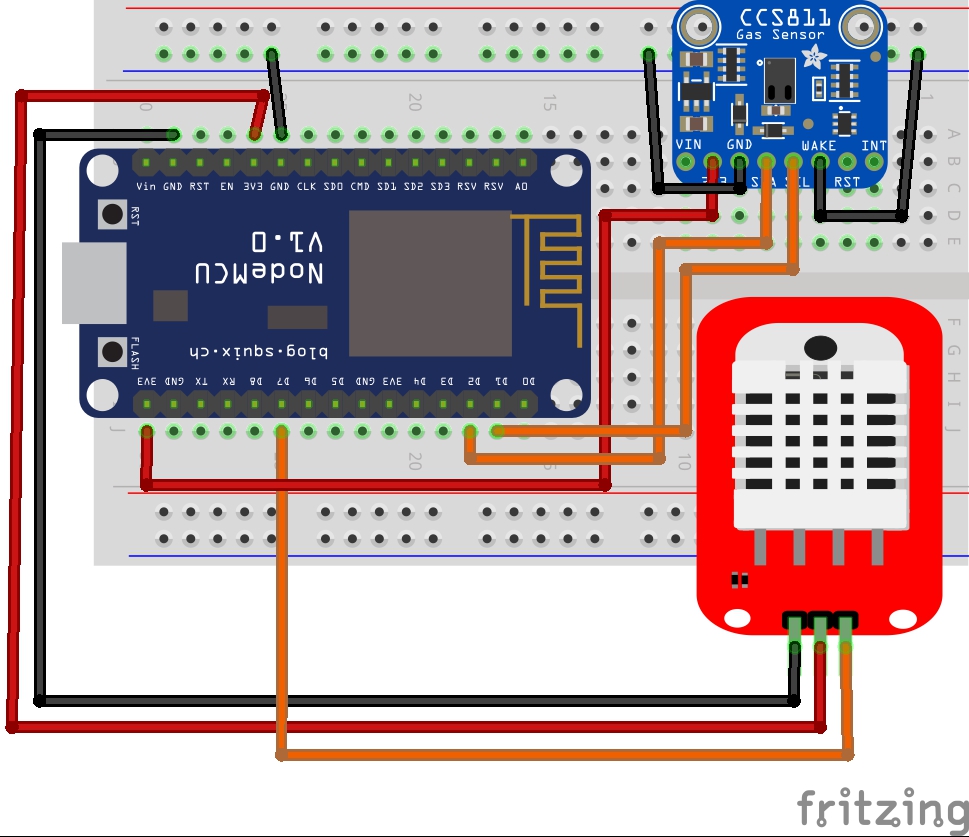 CCS811
Gas Sensor
20
15
1
A
B
C
D
E
VIN GND WAKE INT
SDA SCL RST
Vin GND RST EN 3V3 GND CLK SD0 CMD SD1 SD2 SD3 RSV RSV A0
RST
NodeMCU
V1.0
blog.squix.ch
FLASH
3V3 GND TX RX D8 D7 D6 D5 GND 3V3 D4 D3 D2 D1 D0
F
G
H
I
J
J
20
10
fritzing